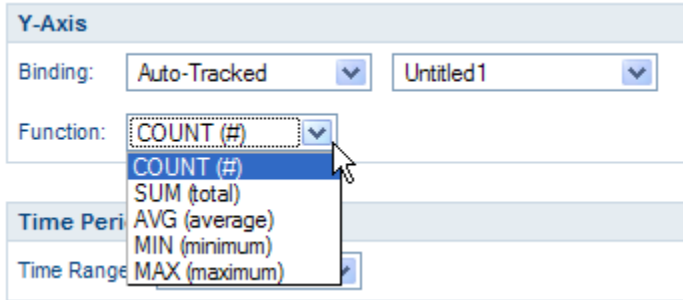 Y-Axis
Binding: Auto-Tracked Untitled1
Function: COUNT (#)
COUNT (#)
SUM (total)
AVG (average)
Time Peri
MIN (minimum)
Time Range MAX (maximum)